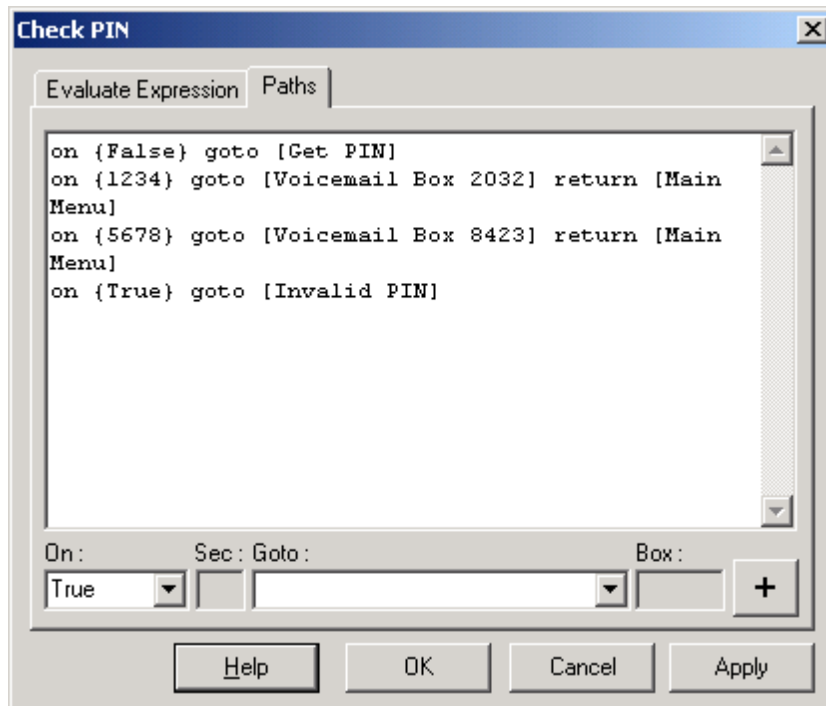 Check PIN
Evaluate Expression Paths
on {False} goto [Get PIN]
on {1234} goto [Voicemail Box 2032] return [Main
Menu]
on {5678} goto [Voicemail Box 8423] return [Main
Menu]
on {True} goto [Invalid PIN]
On : Sec : Goto : Box :
True +
Help OK Cancel Apply